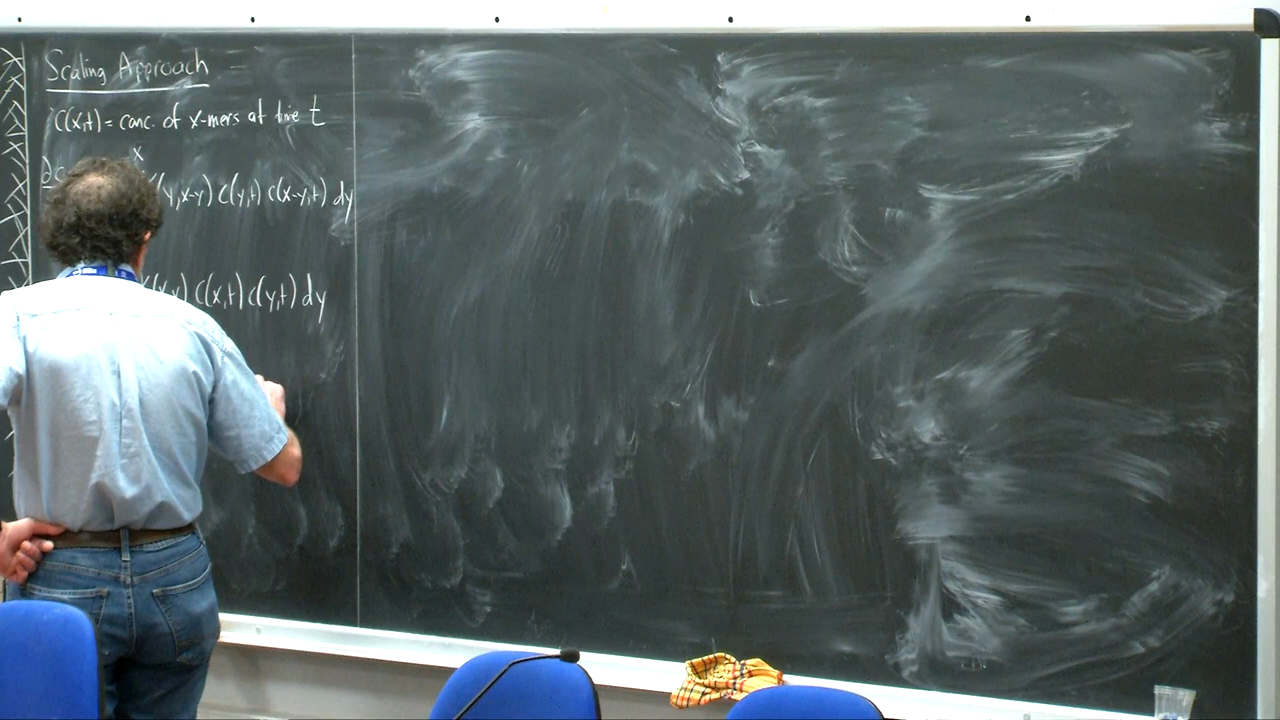 Scaling Approach
C(x,t) = conc. of x-mers at time t
x
∂c (y,x-y) C(y,t) C(x-y,t) dy
K(x,y) C(x,t) C(y,t) dy